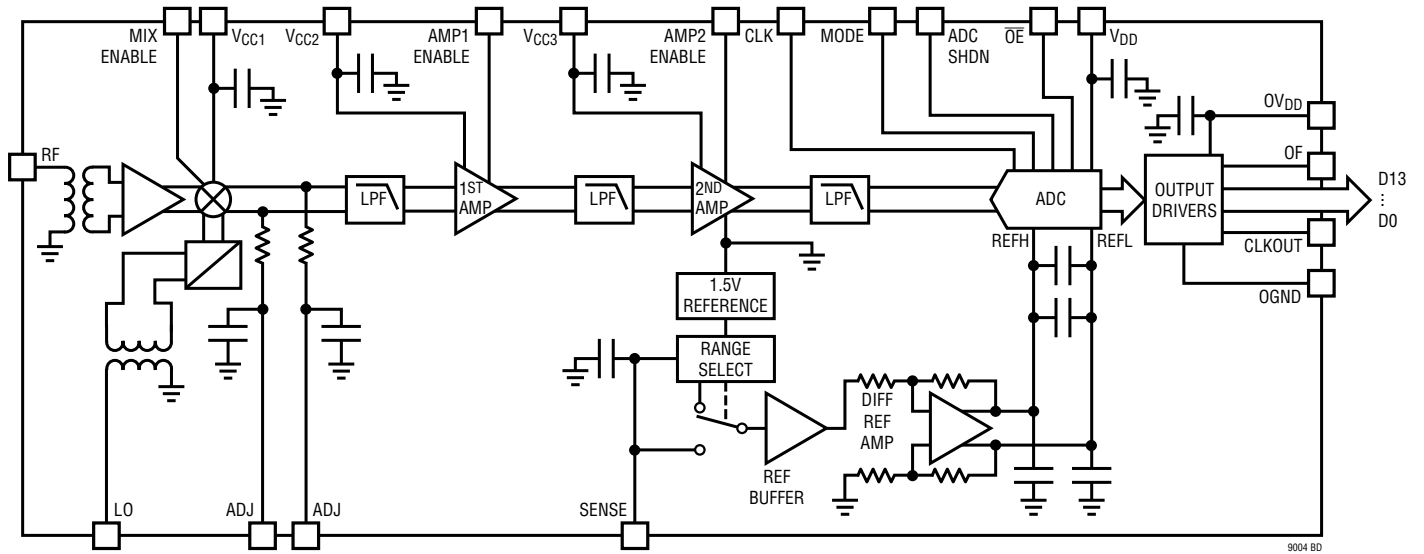 MIX
ENABLE
VCC1
VCC2
AMP1
ENABLE
VCC3
AMP2
ENABLE
CLK
MODE
ADC
SHDN
OE
VDD
OVDD
OF
D13
⋮
D0
CLKOUT
OGND
RF
LPF
1ST
AMP
LPF
2ND
AMP
LPF
ADC
OUTPUT
DRIVERS
REFH
REFL
1.5V
REFERENCE
RANGE
SELECT
DIFF
REF
AMP
REF
BUFFER
LO
ADJ
ADJ
SENSE
9004 BD